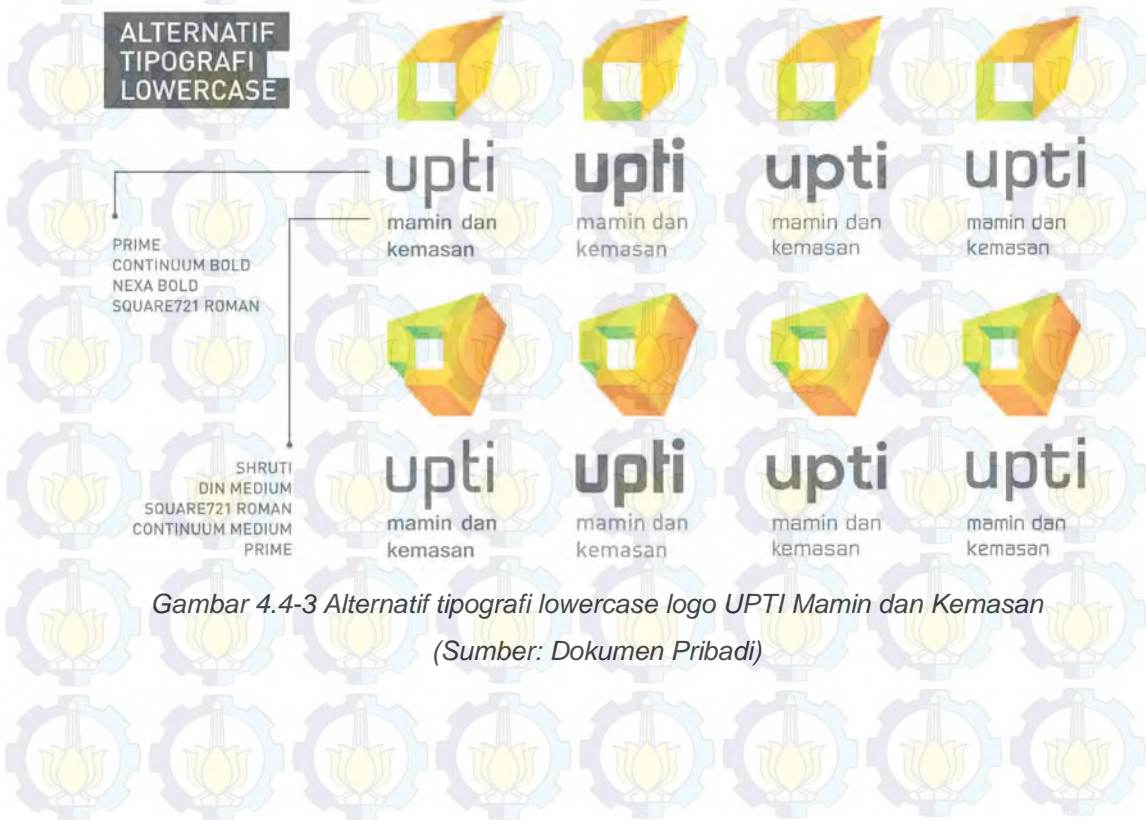 ALTERNATIF
TIPOGRAFI
LOWERCASE
upti
mamin dan
kemasan
upti
mamin dan
kemasan
upti
mamin dan
kemasan
upti
mamin dan
kemasan
PRIME
CONTINUUM BOLD
NEXA BOLD
SQUARE721 ROMAN
upti
mamin dan
kemasan
upti
mamin dan
kemasan
upti
mamin dan
kemasan
upti
mamin dan
kemasan
SHRUTI
DIN MEDIUM
SQUARE721 ROMAN
CONTINUUM MEDIUM
PRIME
Gambar 4.4-3 Alternatif tipografi lowercase logo UPTI Mamin dan Kemasan
(Sumber: Dokumen Pribadi)